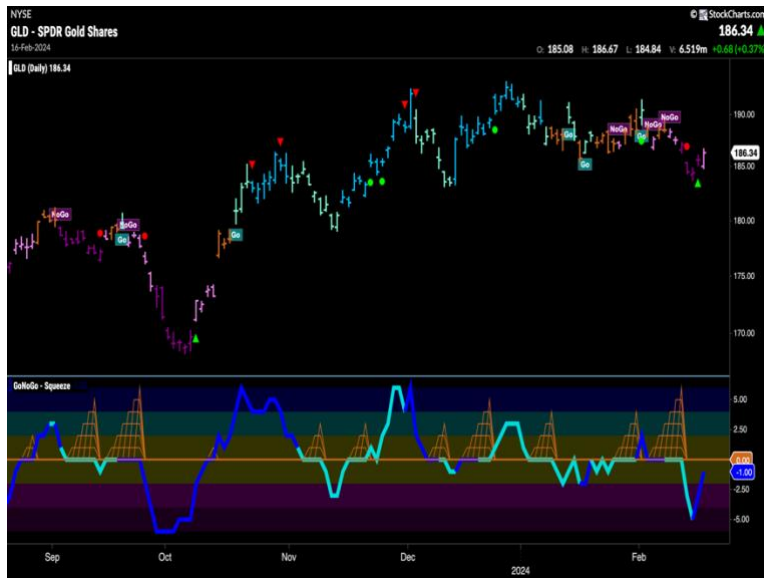 NYSE
© StockCharts.com
GLD - SPDR Gold Shares
186.34
16-Feb-2024
O: 185.08 H: 186.67 L: 184.84 V: 6.519m +0.68 (+0.37%)
GLD (Daily) 186.34
190.00
186.34
185.00
180.00
175.00
170.00
NoGo
NoGo
Go
Go
Go
Go
NoGo
Go
NoGo
NoGo
GoNoGo - Squeeze
5.00
2.50
0.00
-1.00
-2.50
-5.00
Sep Oct Nov Dec 2024 Feb